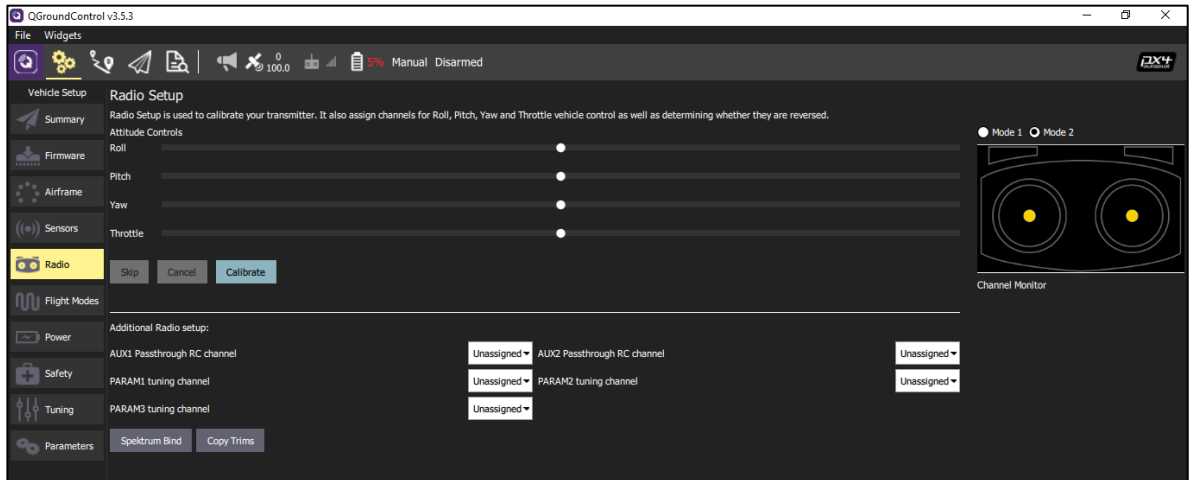 QGroundControl v3.5.3
File Widgets
0
100.0
5% Manual Disarmed
Vehicle Setup
Summary
Firmware
Airframe
Sensors
Radio
Flight Modes
Power
Safety
Tuning
Parameters
Radio Setup
Radio Setup is used to calibrate your transmitter. It also assign channels for Roll, Pitch, Yaw and Throttle vehicle control as well as determining whether they are reversed.
Attitude Controls
Roll
Pitch
Yaw
Throttle
Skip Cancel Calibrate
Additional Radio setup:
AUX1 Passthrough RC channel Unassigned AUX2 Passthrough RC channel Unassigned
PARAM1 tuning channel Unassigned PARAM2 tuning channel Unassigned
PARAM3 tuning channel Unassigned
Spektrum Bind Copy Trims
Mode 1 Mode 2
Channel Monitor